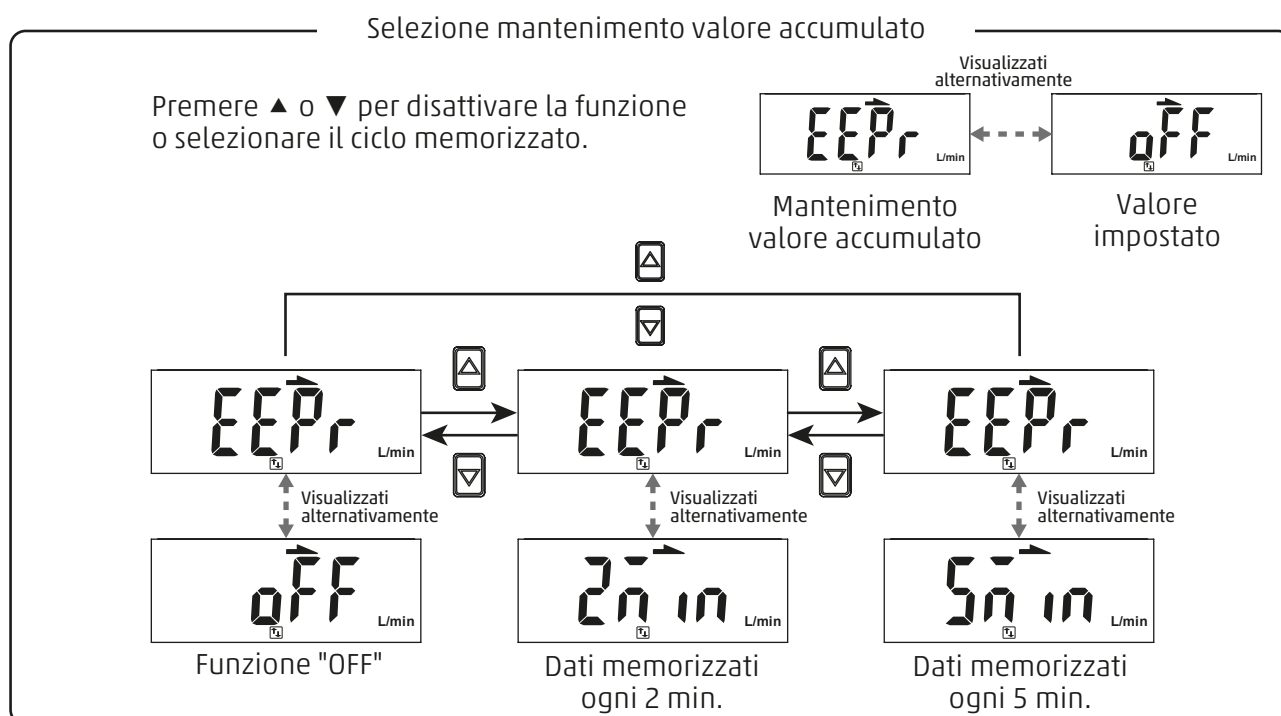 Selezione mantenimento valore accumulato
Visualizzati
alternativamente
Premere ▲ o ▼ per disattivare la funzione
o selezionare il ciclo memorizzato.
EEPr L/min
oFF L/min
Mantenimento
valore accumulato
Valore
impostato
EEPr L/min
EEPr L/min
EEPr L/min
Visualizzati
alternativamente
Visualizzati
alternativamente
Visualizzati
alternativamente
oFF L/min
2min L/min
5min L/min
Funzione "OFF"
Dati memorizzati
ogni 2 min.
Dati memorizzati
ogni 5 min.